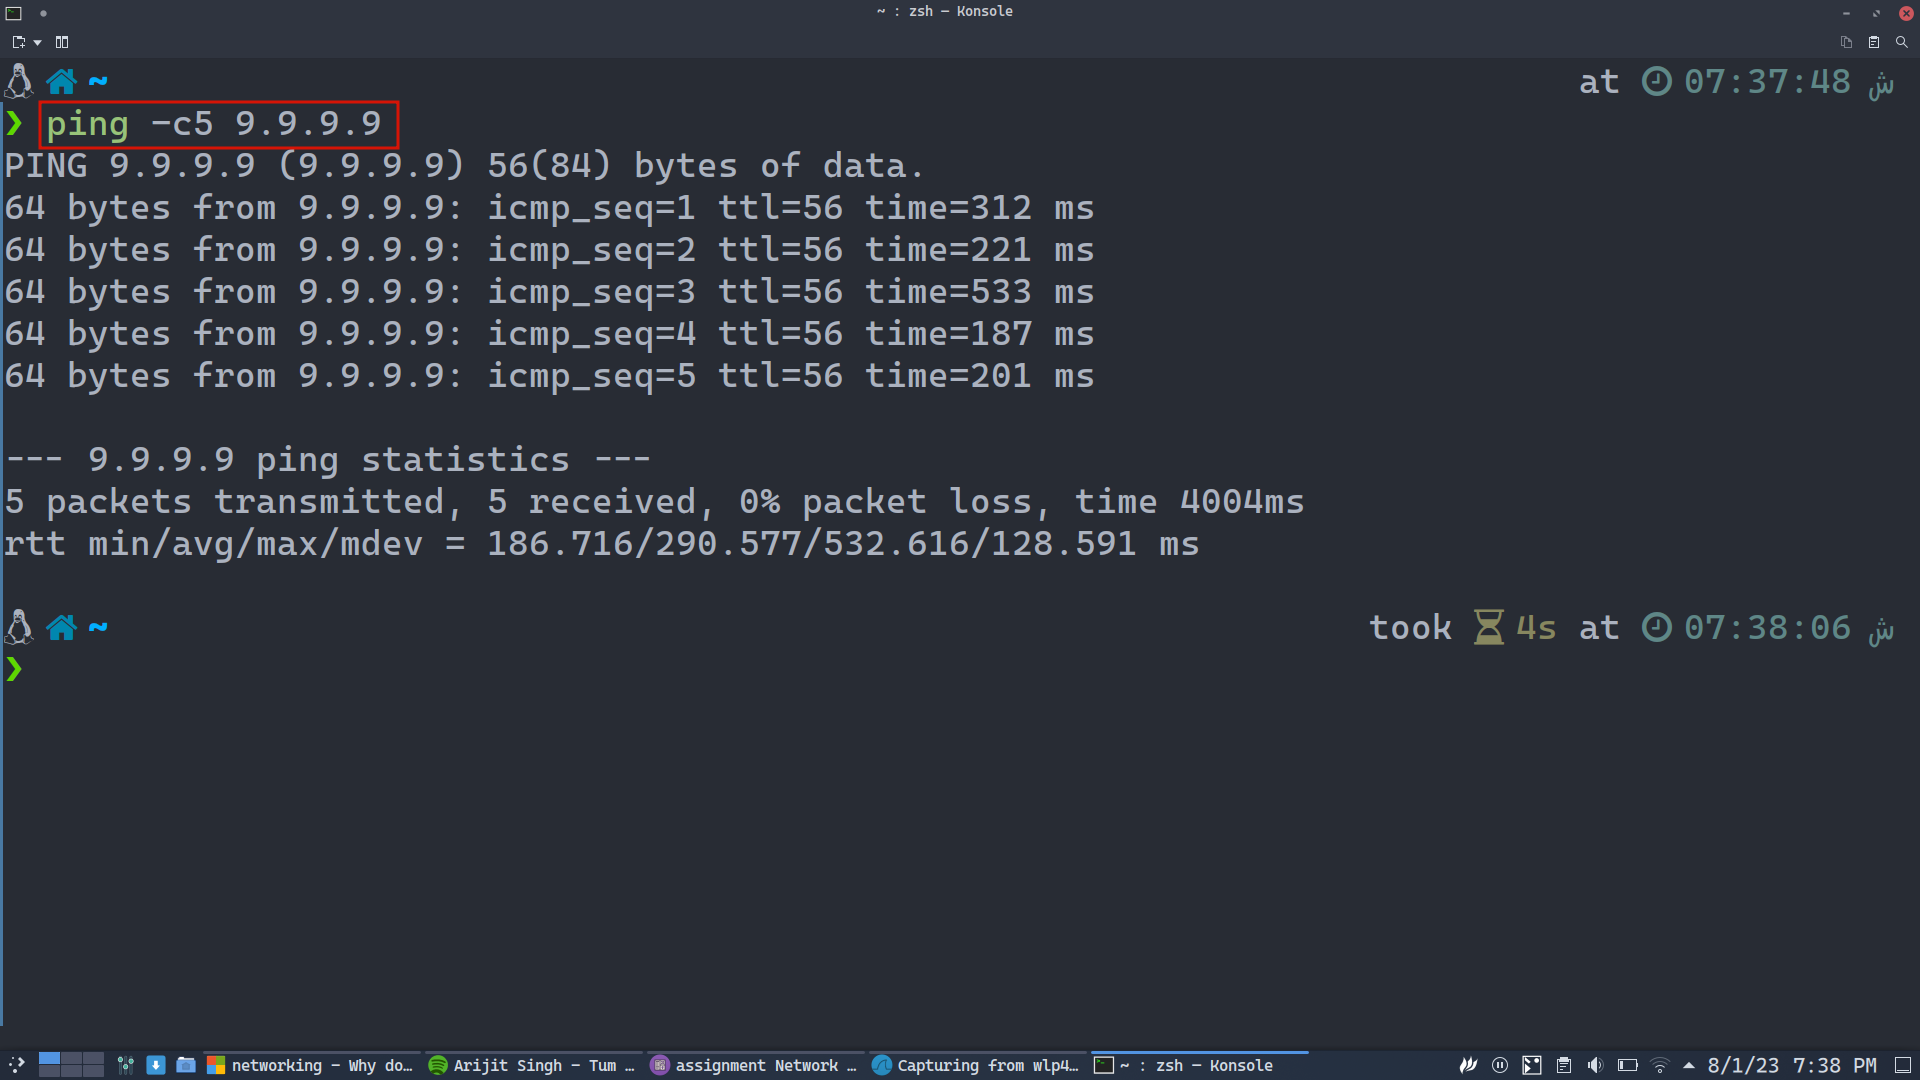 ~ : zsh — Konsole
~ at 07:37:48 ش
❯ ping -c5 9.9.9.9
PING 9.9.9.9 (9.9.9.9) 56(84) bytes of data.
64 bytes from 9.9.9.9: icmp_seq=1 ttl=56 time=312 ms
64 bytes from 9.9.9.9: icmp_seq=2 ttl=56 time=221 ms
64 bytes from 9.9.9.9: icmp_seq=3 ttl=56 time=533 ms
64 bytes from 9.9.9.9: icmp_seq=4 ttl=56 time=187 ms
64 bytes from 9.9.9.9: icmp_seq=5 ttl=56 time=201 ms
--- 9.9.9.9 ping statistics ---
5 packets transmitted, 5 received, 0% packet loss, time 4004ms
rtt min/avg/max/mdev = 186.716/290.577/532.616/128.591 ms
~ took 4s at 07:38:06 ش
❯
networking — Why do… Arijit Singh — Tum … assignment Network … Capturing from wlp4… ~ : zsh — Konsole 8/1/23 7:38 PM